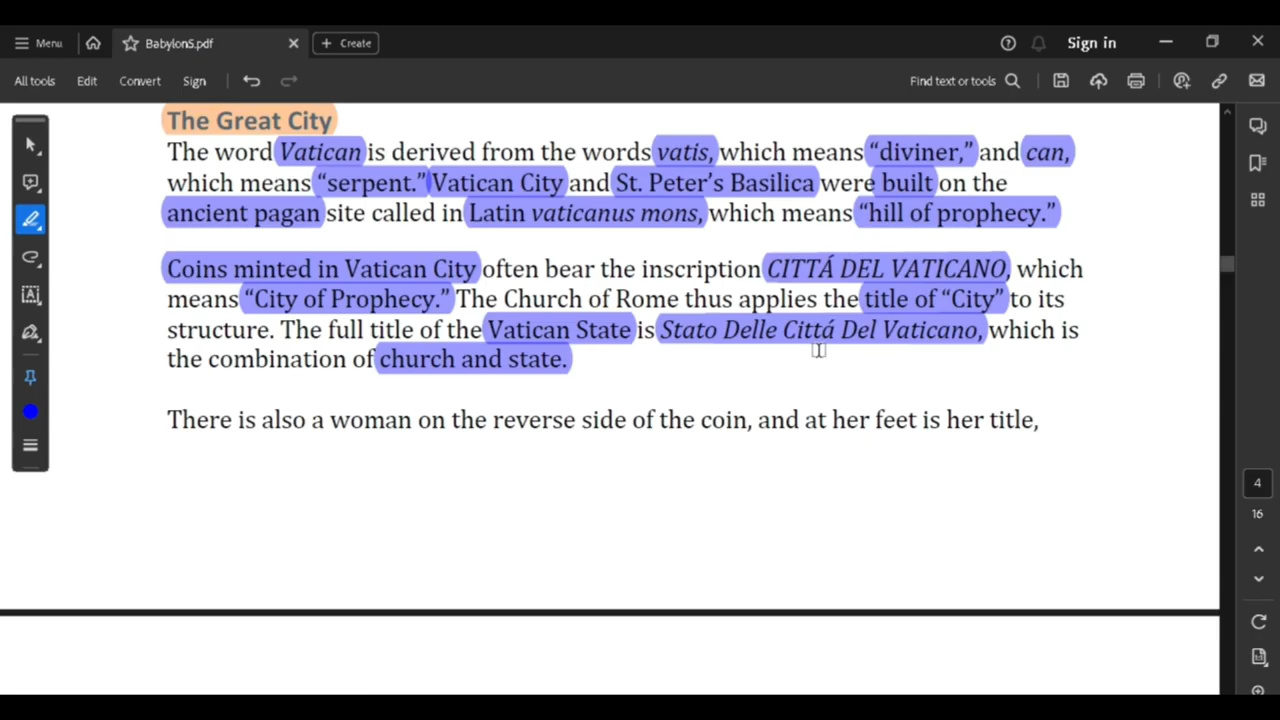 Menu
BabylonS.pdf
Create
Sign in
All tools
Edit
Convert
Sign
Find text or tools
The Great City
The word Vatican is derived from the words vatis, which means “diviner,” and can,
which means “serpent.” Vatican City and St. Peter’s Basilica were built on the
ancient pagan site called in Latin vaticanus mons, which means “hill of prophecy.”
Coins minted in Vatican City often bear the inscription CITTÁ DEL VATICANO, which
means “City of Prophecy.” The Church of Rome thus applies the title of “City” to its
structure. The full title of the Vatican State is Stato Delle Cittá Del Vaticano, which is
the combination of church and state.
There is also a woman on the reverse side of the coin, and at her feet is her title,
4
16